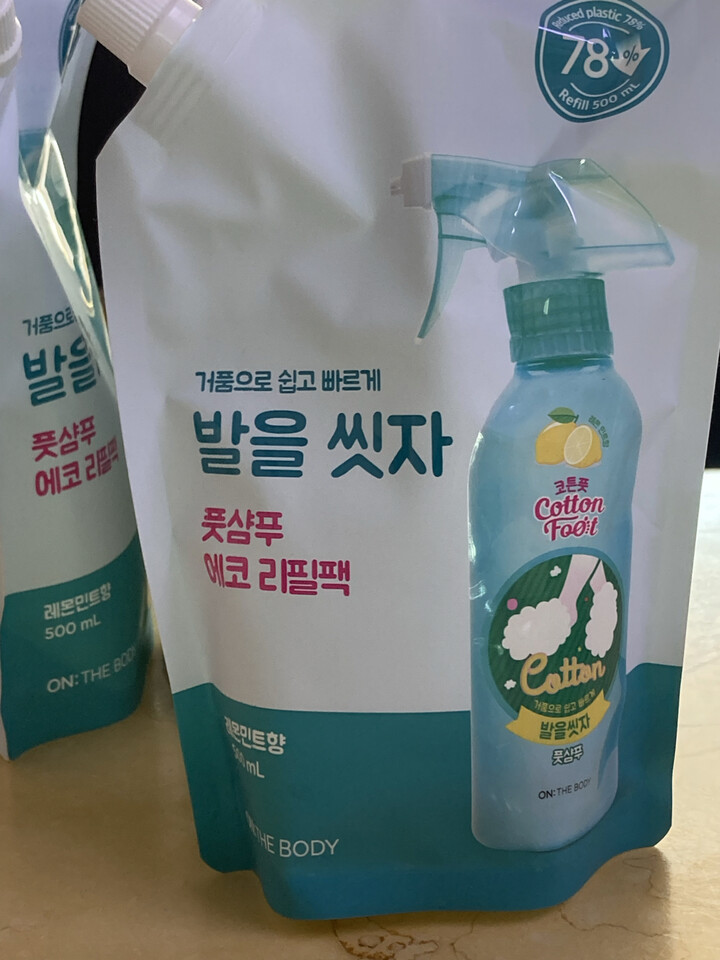 Reduced plastic 78%
78%
Refill 500 mL
거품으로 쉽고 빠르게
발을 씻자
풋샴푸
에코 리필팩
레몬민트향
500 mL
ON:THE BODY
코튼풋
Cotton
Foot
Cotton
거품으로 쉽고 빠르게
발을씻자
풋샴푸
ON:THE BODY
거품으로
발을
풋샴푸
에코 리필팩
레몬민트향
500 mL
ON:THE BODY